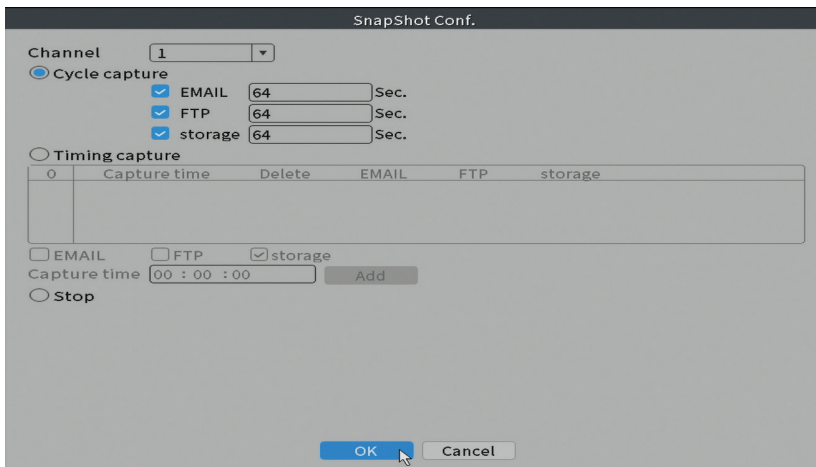 SnapShot Conf.
Channel 1
Cycle capture
EMAIL 64 Sec.
FTP 64 Sec.
storage 64 Sec.
Timing capture
0 Capture time Delete EMAIL FTP storage
EMAIL FTP storage
Capture time 00 : 00 : 00 Add
Stop
OK Cancel